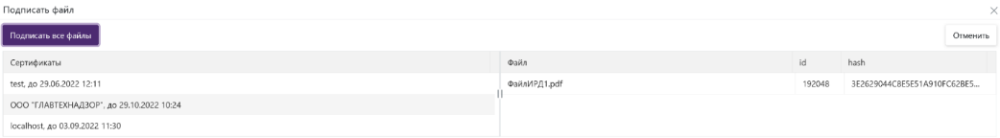 Подписать файл
Подписать все файлы
Отменить
Сертификаты
Файл id hash
test, до 29.06.2022 12:11
ФайлИРД1.pdf 192048 3E2629044C8E5E51A910FC62BE5...
ООО "ГЛАВТЕХНАДЗОР", до 29.10.2022 10:24
localhost, до 03.09.2022 11:30